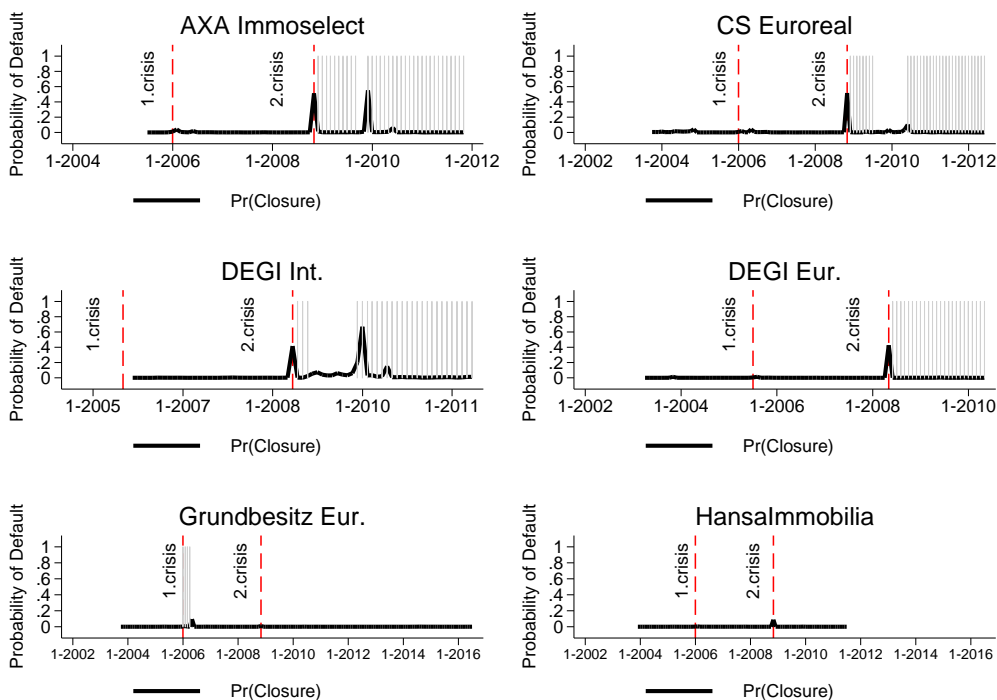 AXA Immoselect
Probability of Default
1
.8
.6
.4
.2
0
1.crisis
2.crisis
1-2004 1-2006 1-2008 1-2010 1-2012
Pr(Closure)
CS Euroreal
Probability of Default
1
.8
.6
.4
.2
0
1.crisis
2.crisis
1-2002 1-2004 1-2006 1-2008 1-2010 1-2012
Pr(Closure)
DEGI Int.
Probability of Default
1
.8
.6
.4
.2
0
1.crisis
2.crisis
1-2005 1-2007 1-2008 1-2010 1-2011
Pr(Closure)
DEGI Eur.
Probability of Default
1
.8
.6
.4
.2
0
1.crisis
2.crisis
1-2002 1-2004 1-2006 1-2008 1-2010
Pr(Closure)
Grundbesitz Eur.
Probability of Default
1
.8
.6
.4
.2
0
1.crisis
2.crisis
1-2002 1-2004 1-2006 1-2008 1-2010 1-2012 1-2014 1-2016
Pr(Closure)
HansaImmobilia
Probability of Default
1
.8
.6
.4
.2
0
1.crisis
2.crisis
1-2002 1-2004 1-2006 1-2008 1-2010 1-2012 1-2014 1-2016
Pr(Closure)